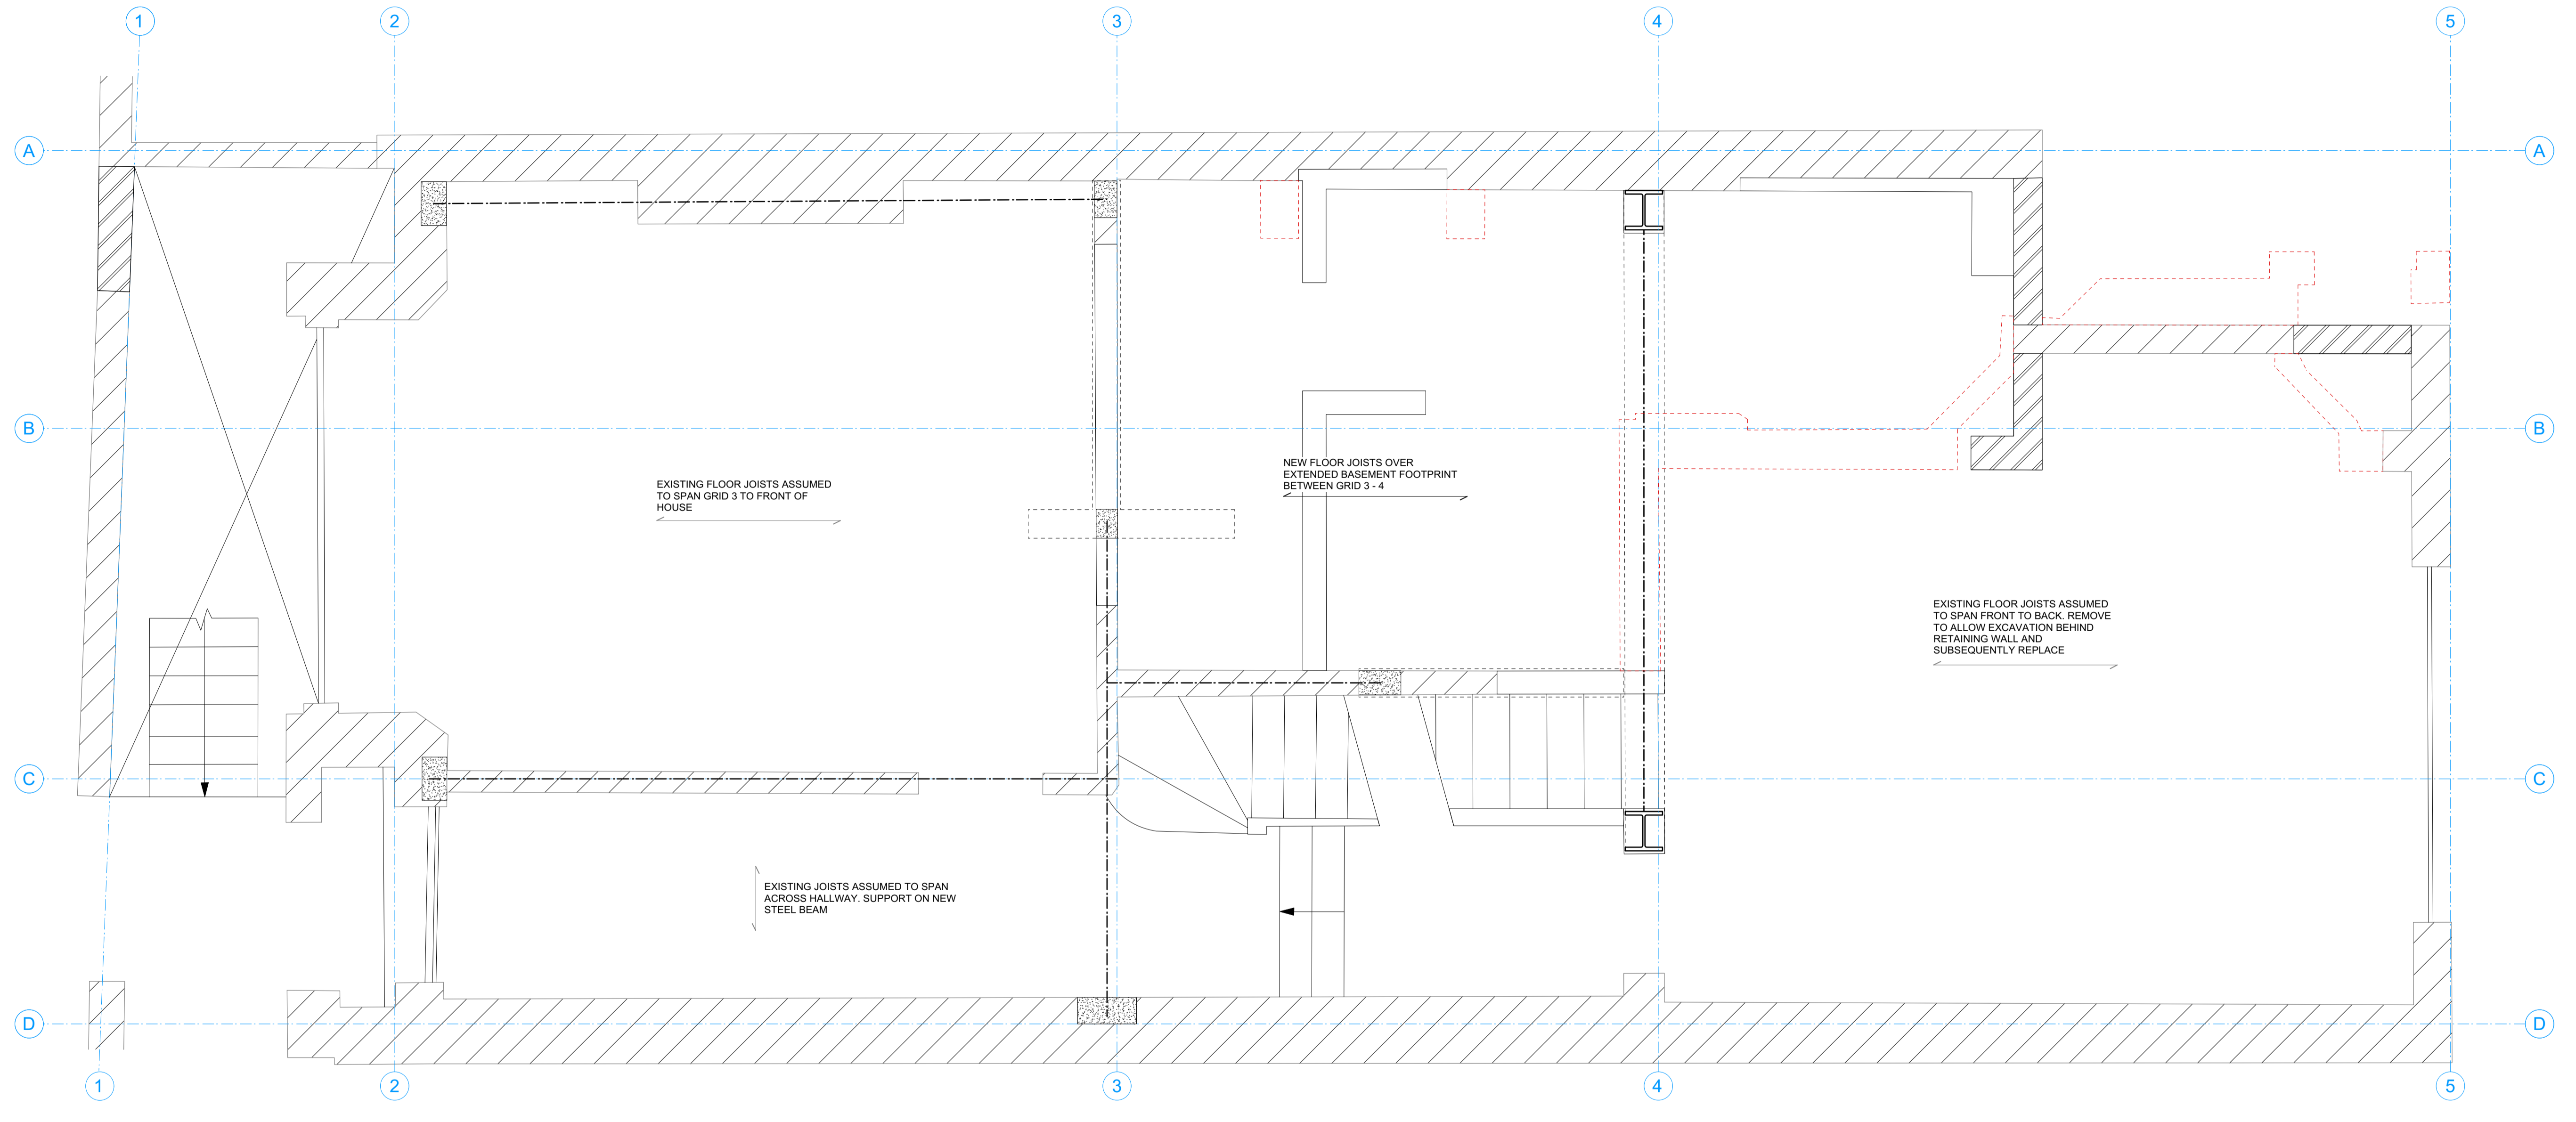 1
2
3
4
5
A
A
B
B
NEW FLOOR JOISTS OVER
EXTENDED BASEMENT FOOTPRINT
BETWEEN GRID 3 - 4
EXISTING FLOOR JOISTS ASSUMED
TO SPAN GRID 3 TO FRONT OF
HOUSE
EXISTING FLOOR JOISTS ASSUMED
TO SPAN FRONT TO BACK. REMOVE
TO ALLOW EXCAVATION BEHIND
RETAINING WALL AND
SUBSEQUENTLY REPLACE
C
C
EXISTING JOISTS ASSUMED TO SPAN
ACROSS HALLWAY. SUPPORT ON NEW
STEEL BEAM
D
D
1
2
3
4
5